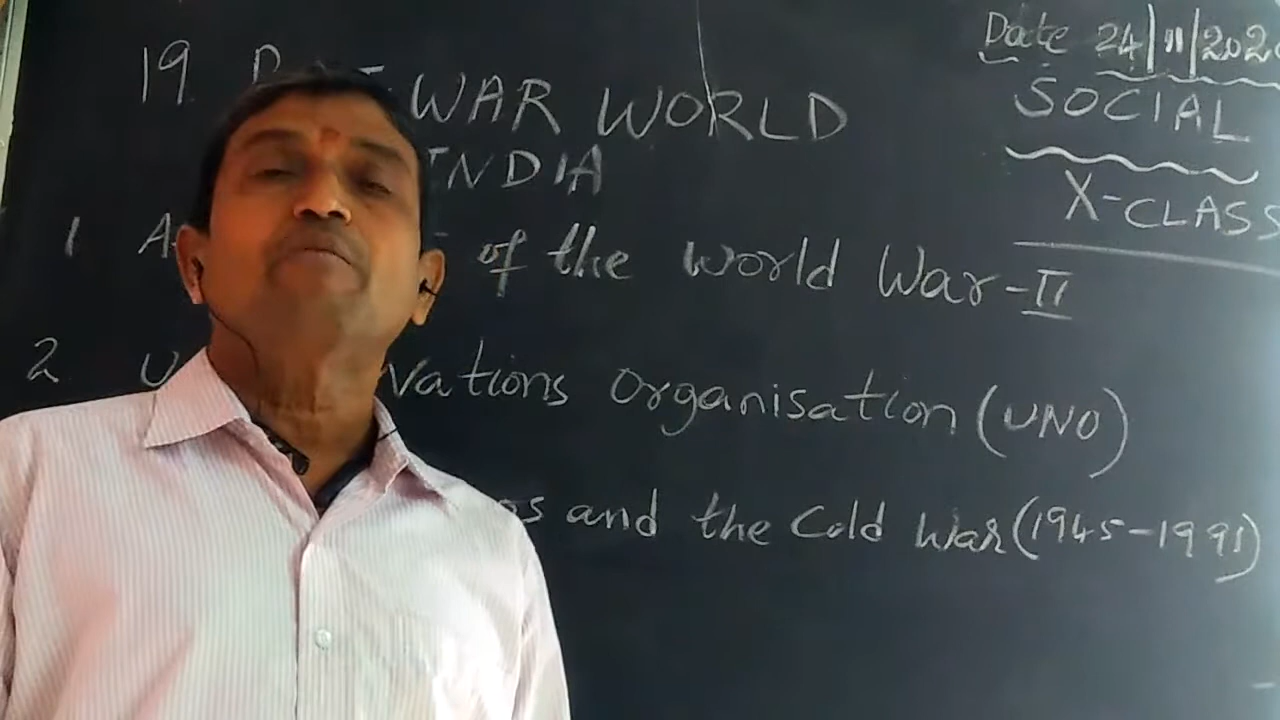 Date 24|11|202
SOCIAL
X-CLASS
19. WAR WORLD
INDIA
1 of the world War-II
2 Nations Organisation (UNO)
and the Cold War (1945-1991)